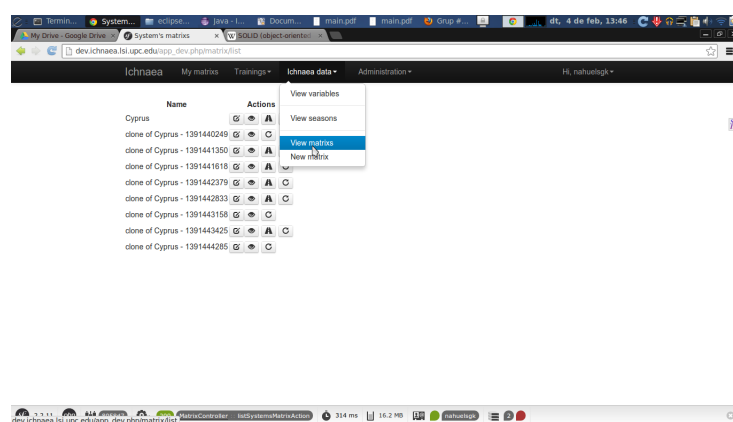 Termin... System... eclipse... java - l... Docum... main.pdf main.pdf Grup #... dt, 4 de feb, 13:46
My Drive - Google Drive × System's matrixs × SOLID (object-oriented ×
dev.ichnaea.lsi.upc.edu/app_dev.php/matrix/list
Ichnaea My matrixs Trainings Ichnaea data Administration Hi, nahuelsgk
View variables
Name Actions
Cyprus
View seasons
clone of Cyprus - 1391440249
View matrixs
clone of Cyprus - 1391441350
New matrix
clone of Cyprus - 1391441618
clone of Cyprus - 1391442379
clone of Cyprus - 1391442833
clone of Cyprus - 1391443158
clone of Cyprus - 1391443425
clone of Cyprus - 1391444285
MatrixController listSystemsMatrixAction 314 ms 16.2 MB nahuelsgk 2
dev.ichnaea.lsi.upc.edu/app_dev.php/matrix/list